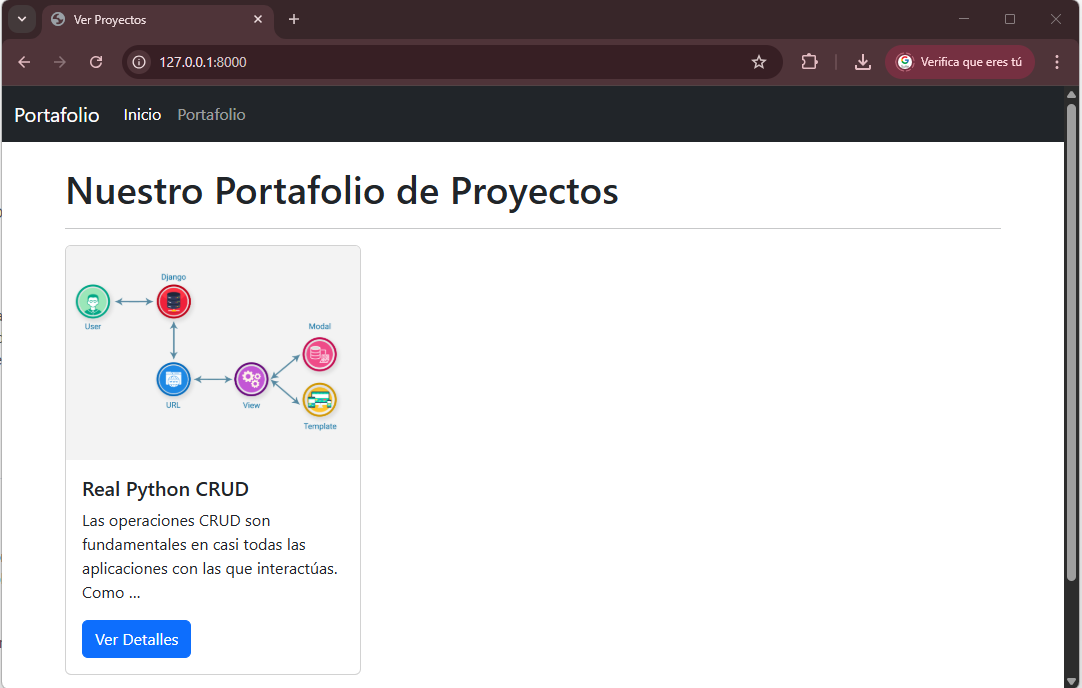 Ver Proyectos
127.0.0.1:8000
Verifica que eres tú
Portafolio Inicio Portafolio
Nuestro Portafolio de Proyectos
Django
User
Modal
URL
View
Template
Real Python CRUD
Las operaciones CRUD son
fundamentales en casi todas las
aplicaciones con las que interactúas.
Como ...
Ver Detalles